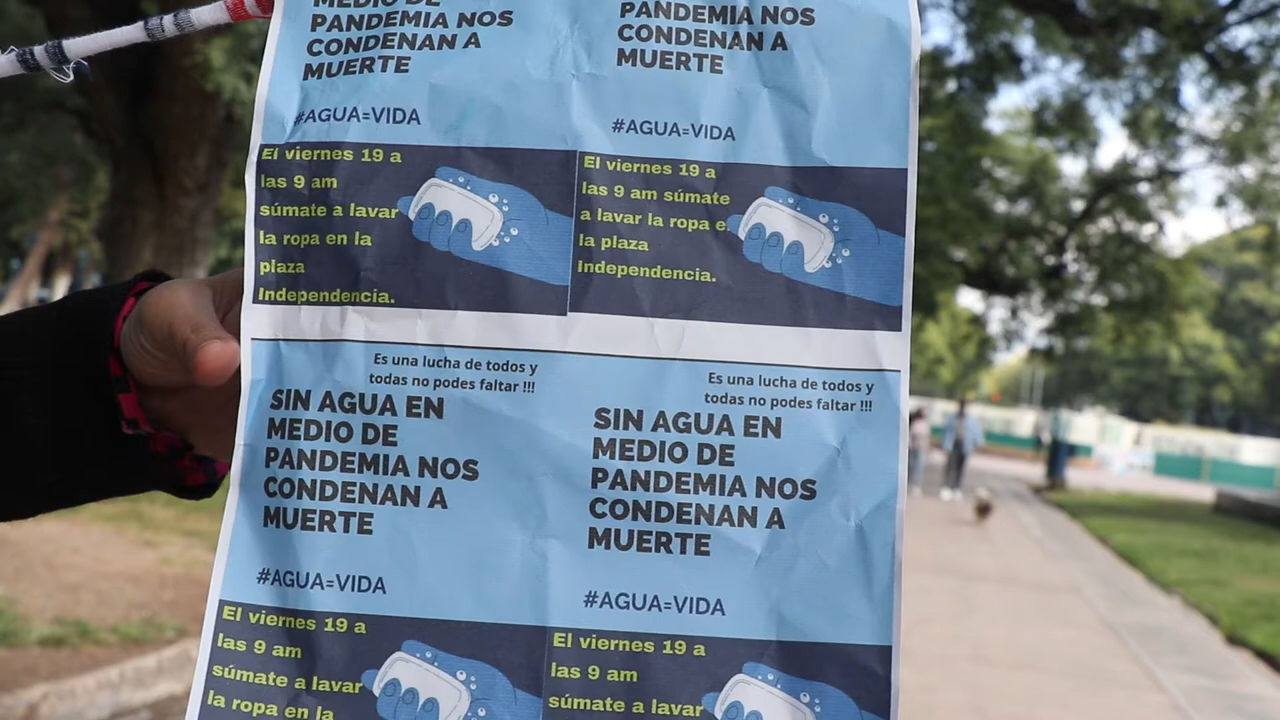 MEDIO DE
PANDEMIA NOS
CONDENAN A
MUERTE
#AGUA=VIDA
El viernes 19 a
las 9 am
súmate a lavar
la ropa en la
plaza
Independencia.
PANDEMIA NOS
CONDENAN A
MUERTE
#AGUA=VIDA
El viernes 19 a
las 9 am súmate
a lavar la ropa e
la plaza
Independencia.
Es una lucha de todos y
todas no podes faltar !!!
SIN AGUA EN
MEDIO DE
PANDEMIA NOS
CONDENAN A
MUERTE
#AGUA=VIDA
El viernes 19 a
las 9 am
súmate a lavar
la ropa en la
Es una lucha de todos y
todas no podes faltar !!!
SIN AGUA EN
MEDIO DE
PANDEMIA NOS
CONDENAN A
MUERTE
#AGUA=VIDA
El viernes 19 a
las 9 am
súmate a lavar